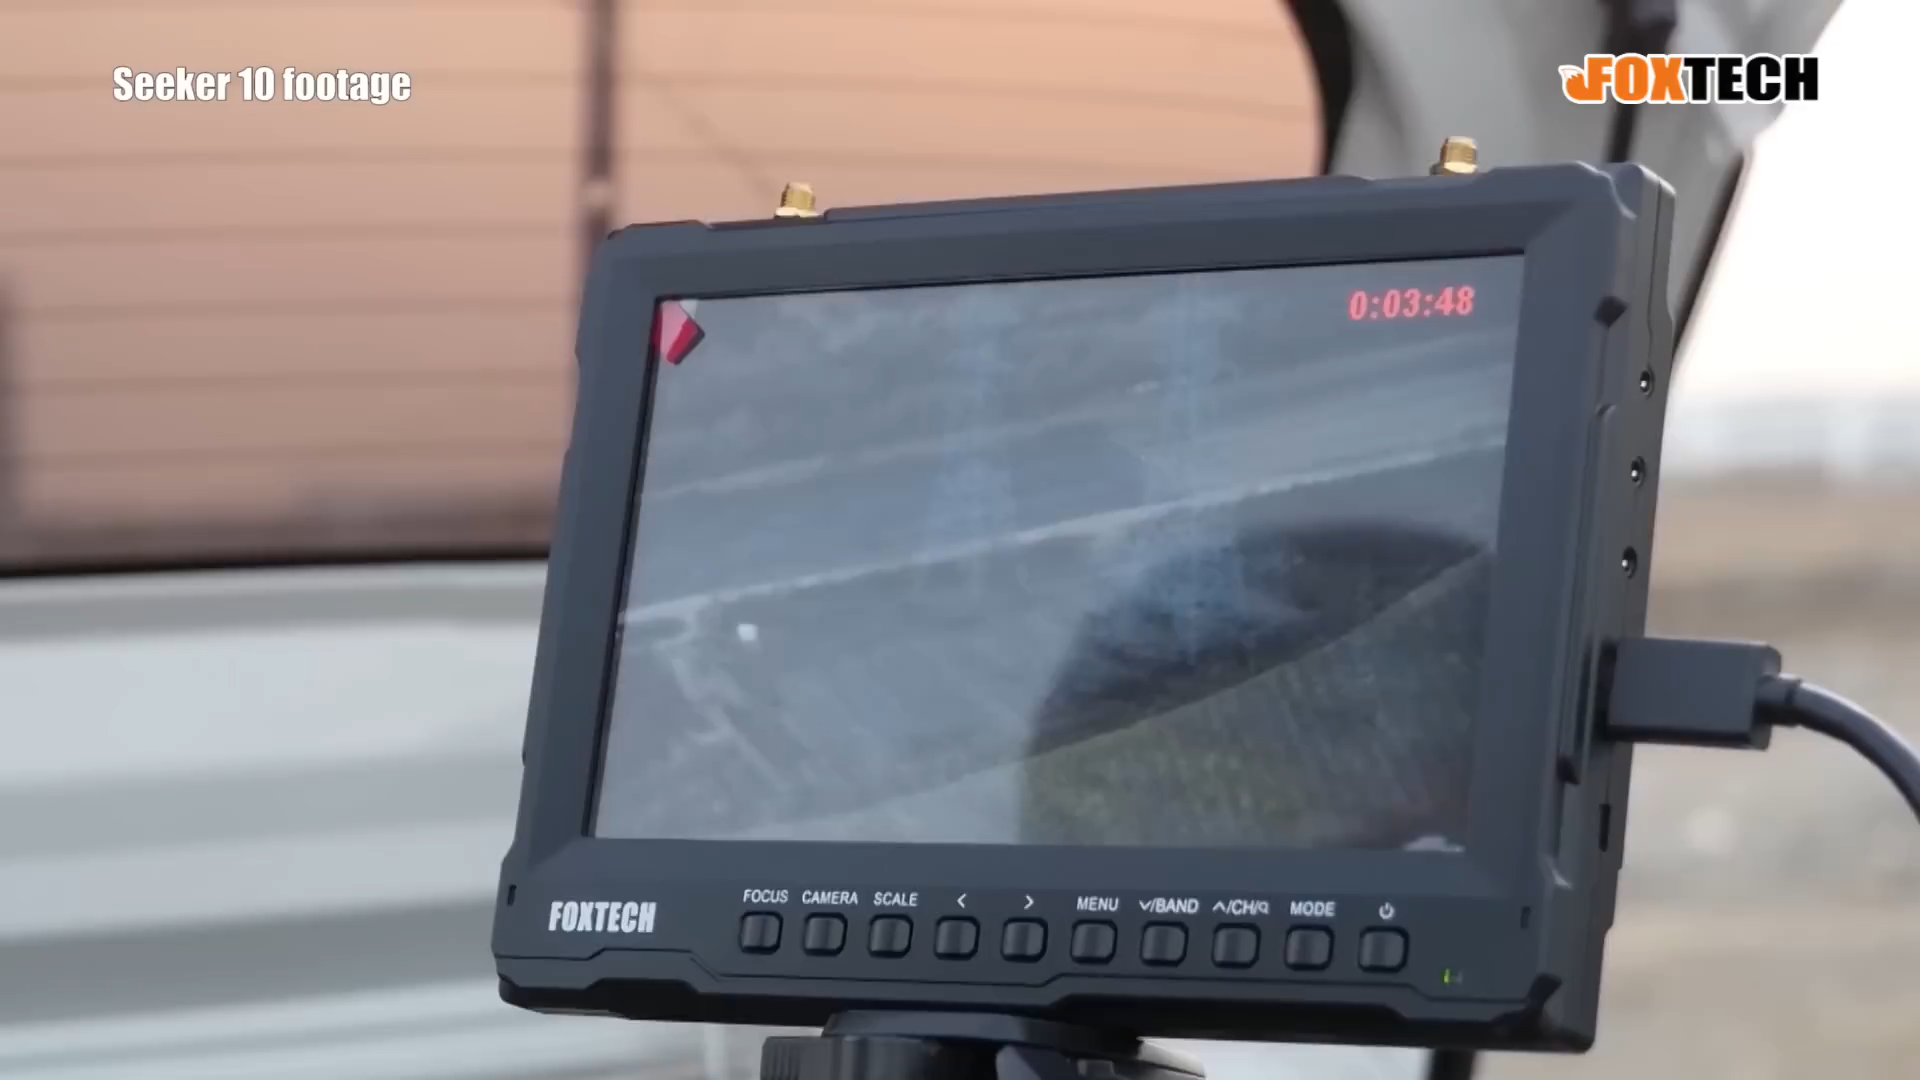 Seeker 10 footage
FOXTECH
0:03:48
FOCUS CAMERA SCALE < > MENU ∨/BAND ∧/CH/Q MODE
FOXTECH